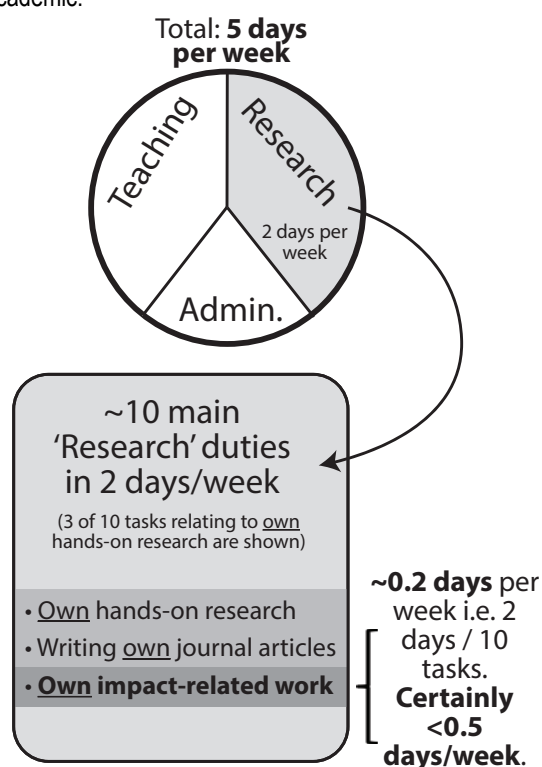 cademic.
Total: 5 days
per week
Teaching
Research
2 days per
week
Admin.
~10 main
‘Research’ duties
in 2 days/week
(3 of 10 tasks relating to own
hands-on research are shown)
• Own hands-on research
• Writing own journal articles
• Own impact-related work
~0.2 days per
week i.e. 2
days / 10
tasks.
Certainly
<0.5
days/week.